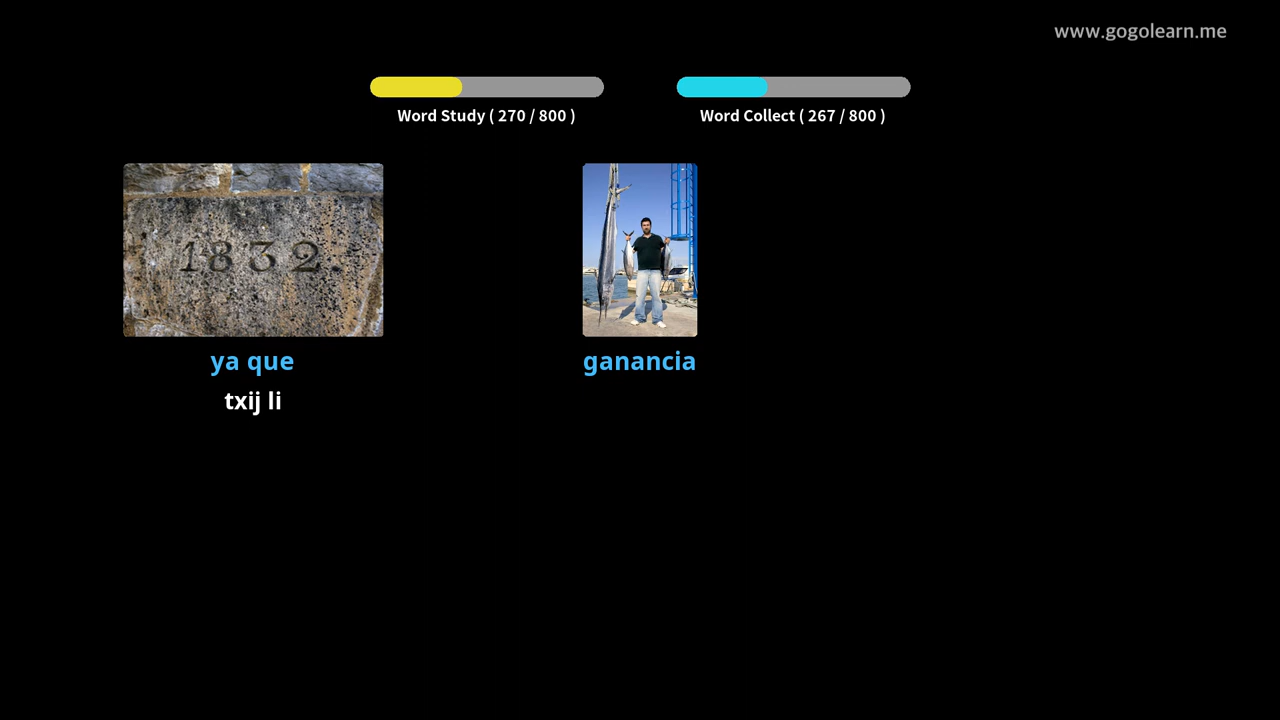 www.gogolearn.me
Word Study ( 270 / 800 )
Word Collect ( 267 / 800 )
1832.
ya que
ganancia
txij li